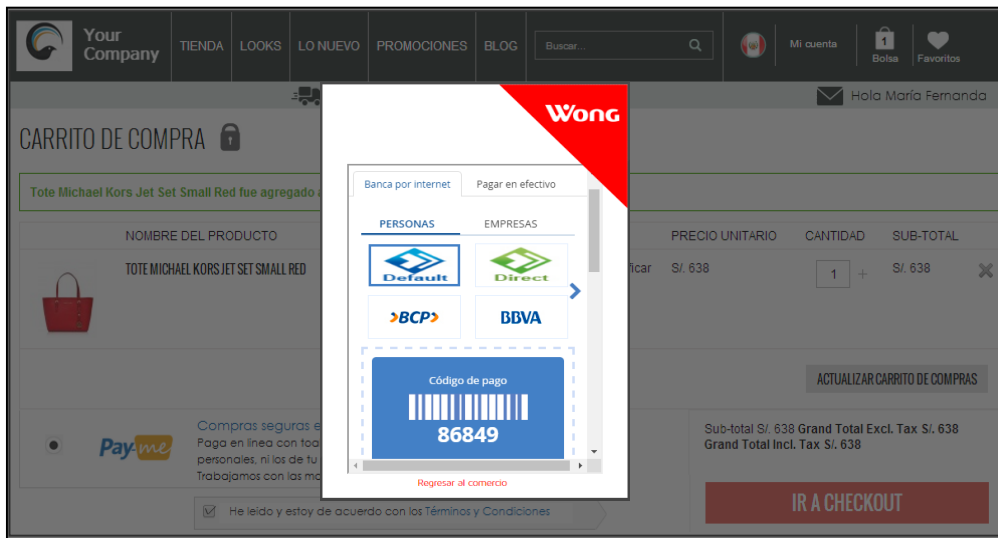 Your
Company
TIENDA LOOKS LO NUEVO PROMOCIONES BLOG Buscar... Mi cuenta 1
Bolsa Favoritos
Hola María Fernanda
CARRITO DE COMPRA
Wong
Tote Michael Kors Jet Set Small Red fue agregado
Banca por internet Pagar en efectivo
PERSONAS EMPRESAS
NOMBRE DEL PRODUCTO PRECIO UNITARIO CANTIDAD SUB-TOTAL
TOTE MICHAEL KORS JET SET SMALL RED S/. 638 1 + S/. 638
Default Direct
BCP BBVA
Código de pago
86849
ACTUALIZAR CARRITO DE COMPRAS
Pay-me
Compras seguras e
Paga en línea con
personales, ni los de tu
Trabajamos con las
Regresar al comercio
He leído y estoy de acuerdo con los Términos y Condiciones
Sub-total S/. 638 Grand Total Excl. Tax S/. 638
Grand Total Incl. Tax S/. 638
IR A CHECKOUT